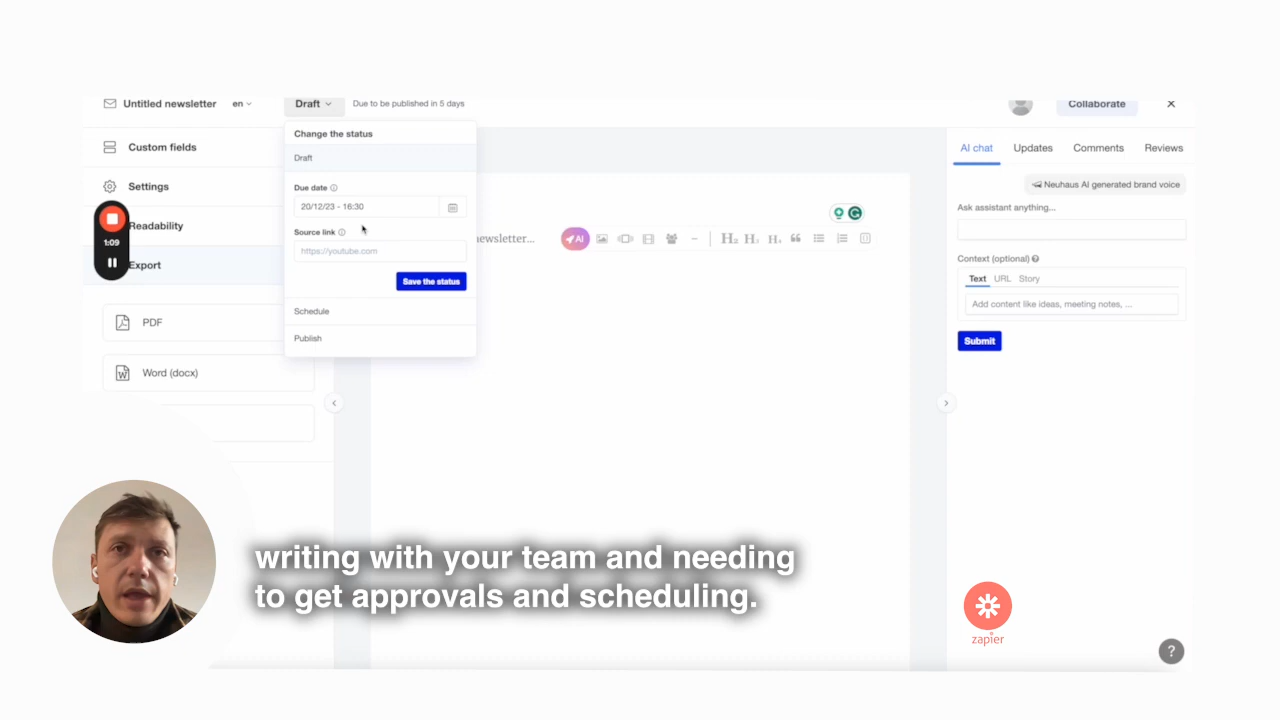 Untitled newsletter
en
Draft
Due to be published in 5 days
Collaborate
Custom fields
Settings
Readability
Export
1:09
PDF
Word (docx)
Change the status
Draft
Due date
20/12/23 - 16:30
Source link
https://youtube.com
Save the status
Schedule
Publish
newsletter...
AI
H2
AI chat
Updates
Comments
Reviews
Neuhaus AI generated brand voice
Ask assistant anything...
Context (optional)
Text
URL
Story
Add content like ideas, meeting notes, ...
Submit
writing with your team and needing
to get approvals and scheduling.
zapier
?